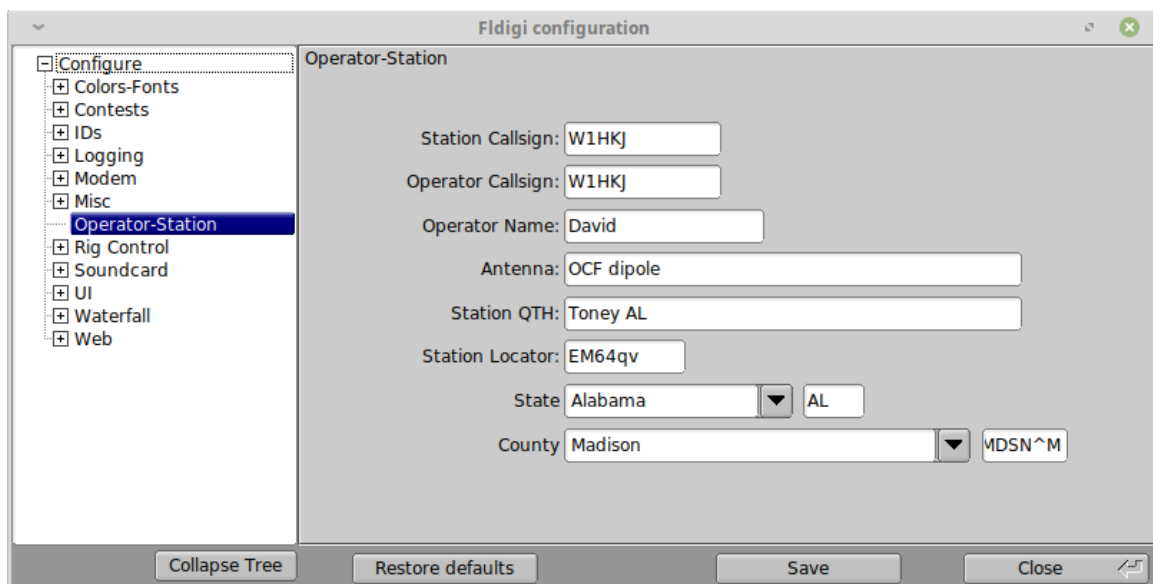 Fldigi configuration
Configure
Colors-Fonts
Contests
IDs
Logging
Modem
Misc
Operator-Station
Rig Control
Soundcard
UI
Waterfall
Web
Operator-Station
Station Callsign: W1HKJ
Operator Callsign: W1HKJ
Operator Name: David
Antenna: OCF dipole
Station QTH: Toney AL
Station Locator: EM64qv
State Alabama AL
County Madison MDSN^M
Collapse Tree Restore defaults Save Close